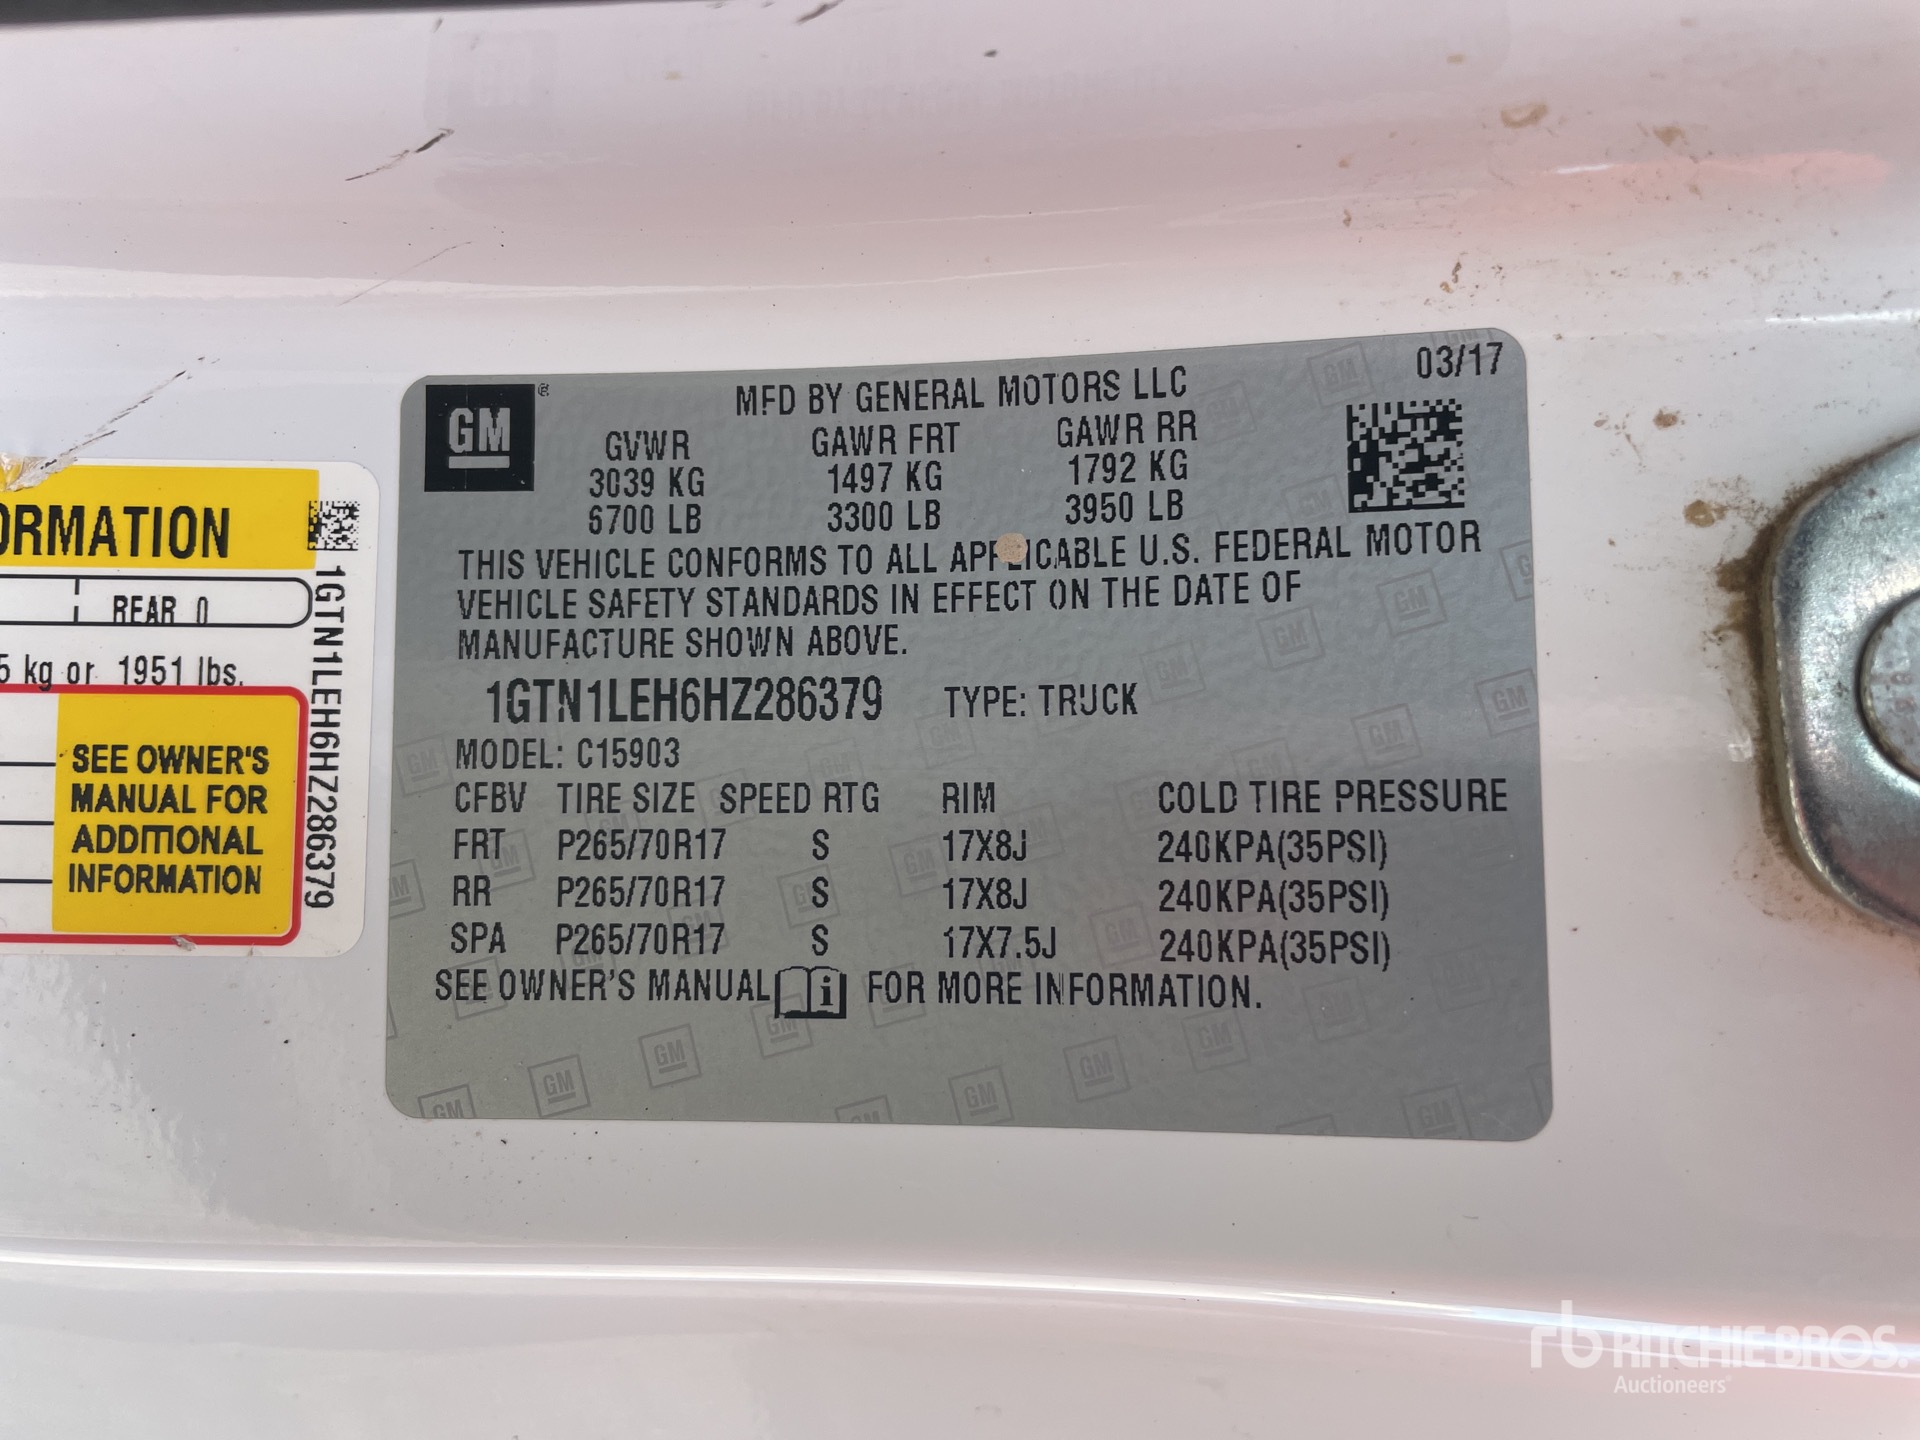 03/17
GM ®
MFD BY GENERAL MOTORS LLC
GVWR GAWR FRT GAWR RR
3039 KG 1497 KG 1792 KG
6700 LB 3300 LB 3950 LB
THIS VEHICLE CONFORMS TO ALL APPLICABLE U.S. FEDERAL MOTOR
VEHICLE SAFETY STANDARDS IN EFFECT ON THE DATE OF
MANUFACTURE SHOWN ABOVE.
1GTN1LEH6HZ286379 TYPE: TRUCK
MODEL: C15903
CFBV TIRE SIZE SPEED RTG RIM COLD TIRE PRESSURE
FRT P265/70R17 S 17X8J 240KPA(35PSI)
RR P265/70R17 S 17X8J 240KPA(35PSI)
SPA P265/70R17 S 17X7.5J 240KPA(35PSI)
SEE OWNER'S MANUAL i FOR MORE INFORMATION.
ORMATION
REAR 0
5 kg or 1951 lbs.
SEE OWNER'S
MANUAL FOR
ADDITIONAL
INFORMATION
1GTN1LEH6HZ286379
rb RITCHIE BROS.
Auctioneers